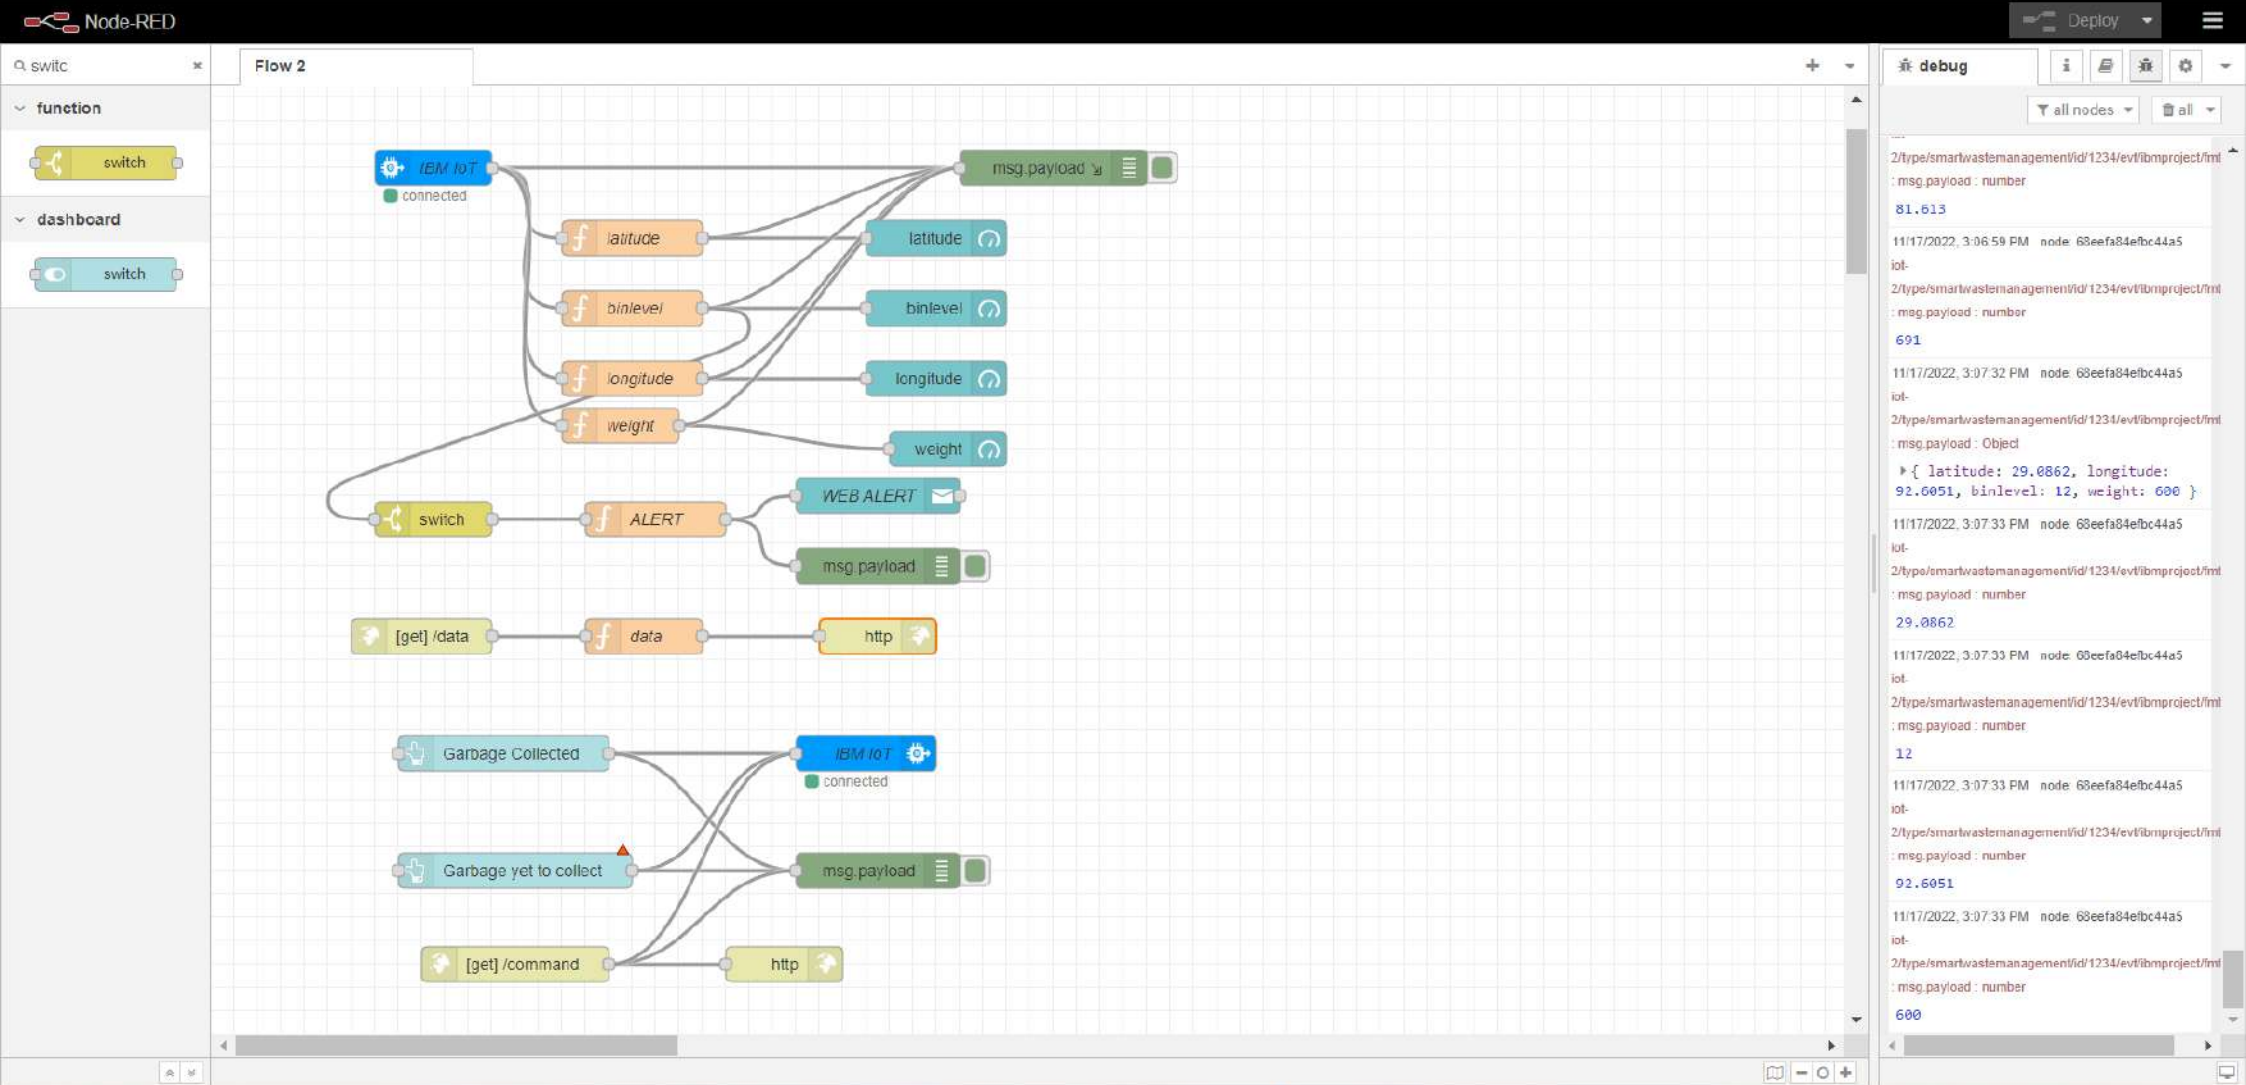 Node-RED
Deploy
switc
Flow 2
debug
all nodes
all
function
switch
dashboard
switch
IBM IoT
connected
msg.payload
latitude
latitude
binlevel
binlevel
longitude
longitude
weight
weight
switch
ALERT
WEB ALERT
msg.payload
[get] /data
data
http
Garbage Collected
IBM IoT
connected
Garbage yet to collect
msg.payload
[get] /command
http
2/type/smartwastemanagement/id/1234/evt/ibmproject/fmt
: msg.payload : number
81.613
11/17/2022, 3:06:59 PM node: 68eefa84efbc44a5
iot-
2/type/smartwastemanagement/id/1234/evt/ibmproject/fmt
: msg.payload : number
691
11/17/2022, 3:07:32 PM node: 68eefa84efbc44a5
iot-
2/type/smartwastemanagement/id/1234/evt/ibmproject/fmt
: msg.payload : Object
{ latitude: 29.0862, longitude:
92.6051, binlevel: 12, weight: 600 }
11/17/2022, 3:07:33 PM node: 68eefa84efbc44a5
iot-
2/type/smartwastemanagement/id/1234/evt/ibmproject/fmt
: msg.payload : number
29.0862
11/17/2022, 3:07:33 PM node: 68eefa84efbc44a5
iot-
2/type/smartwastemanagement/id/1234/evt/ibmproject/fmt
: msg.payload : number
12
11/17/2022, 3:07:33 PM node: 68eefa84efbc44a5
iot-
2/type/smartwastemanagement/id/1234/evt/ibmproject/fmt
: msg.payload : number
92.6051
11/17/2022, 3:07:33 PM node: 68eefa84efbc44a5
iot-
2/type/smartwastemanagement/id/1234/evt/ibmproject/fmt
: msg.payload : number
600